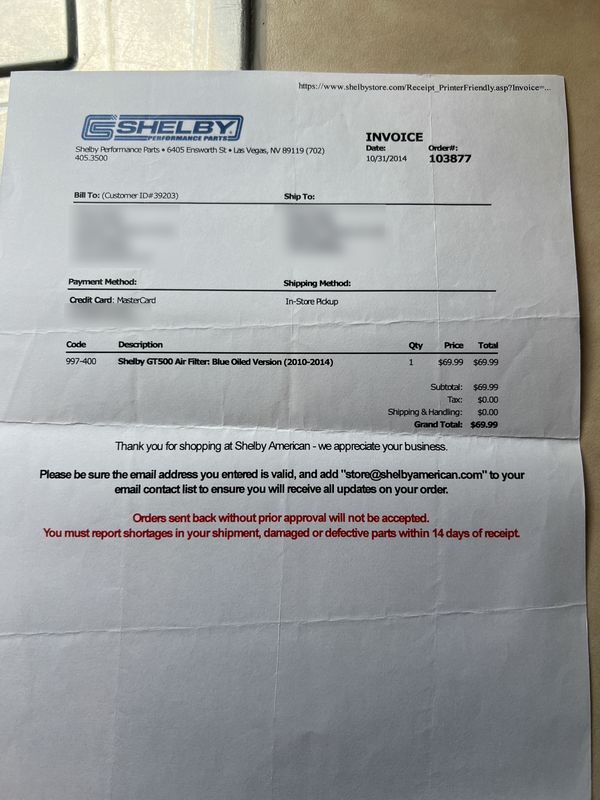 https://www.shelbystore.com/Receipt_PrinterFriendly.asp?Invoice=...
SHELBY
PERFORMANCE PARTS
Shelby Performance Parts • 6405 Ensworth St • Las Vegas, NV 89119 (702)
405.3500
INVOICE
Date: Order#:
10/31/2014 103877
Bill To: (Customer ID#39203) Ship To:
Payment Method: Shipping Method:
Credit Card: MasterCard In-Store Pickup
Code Description Qty Price Total
997-400 Shelby GT500 Air Filter: Blue Oiled Version (2010-2014) 1 $69.99 $69.99
Subtotal: $69.99
Tax: $0.00
Shipping & Handling: $0.00
Grand Total: $69.99
Thank you for shopping at Shelby American - we appreciate your business.
Please be sure the email address you entered is valid, and add "store@shelbyamerican.com" to your
email contact list to ensure you will receive all updates on your order.
Orders sent back without prior approval will not be accepted.
You must report shortages in your shipment, damaged or defective parts within 14 days of receipt.